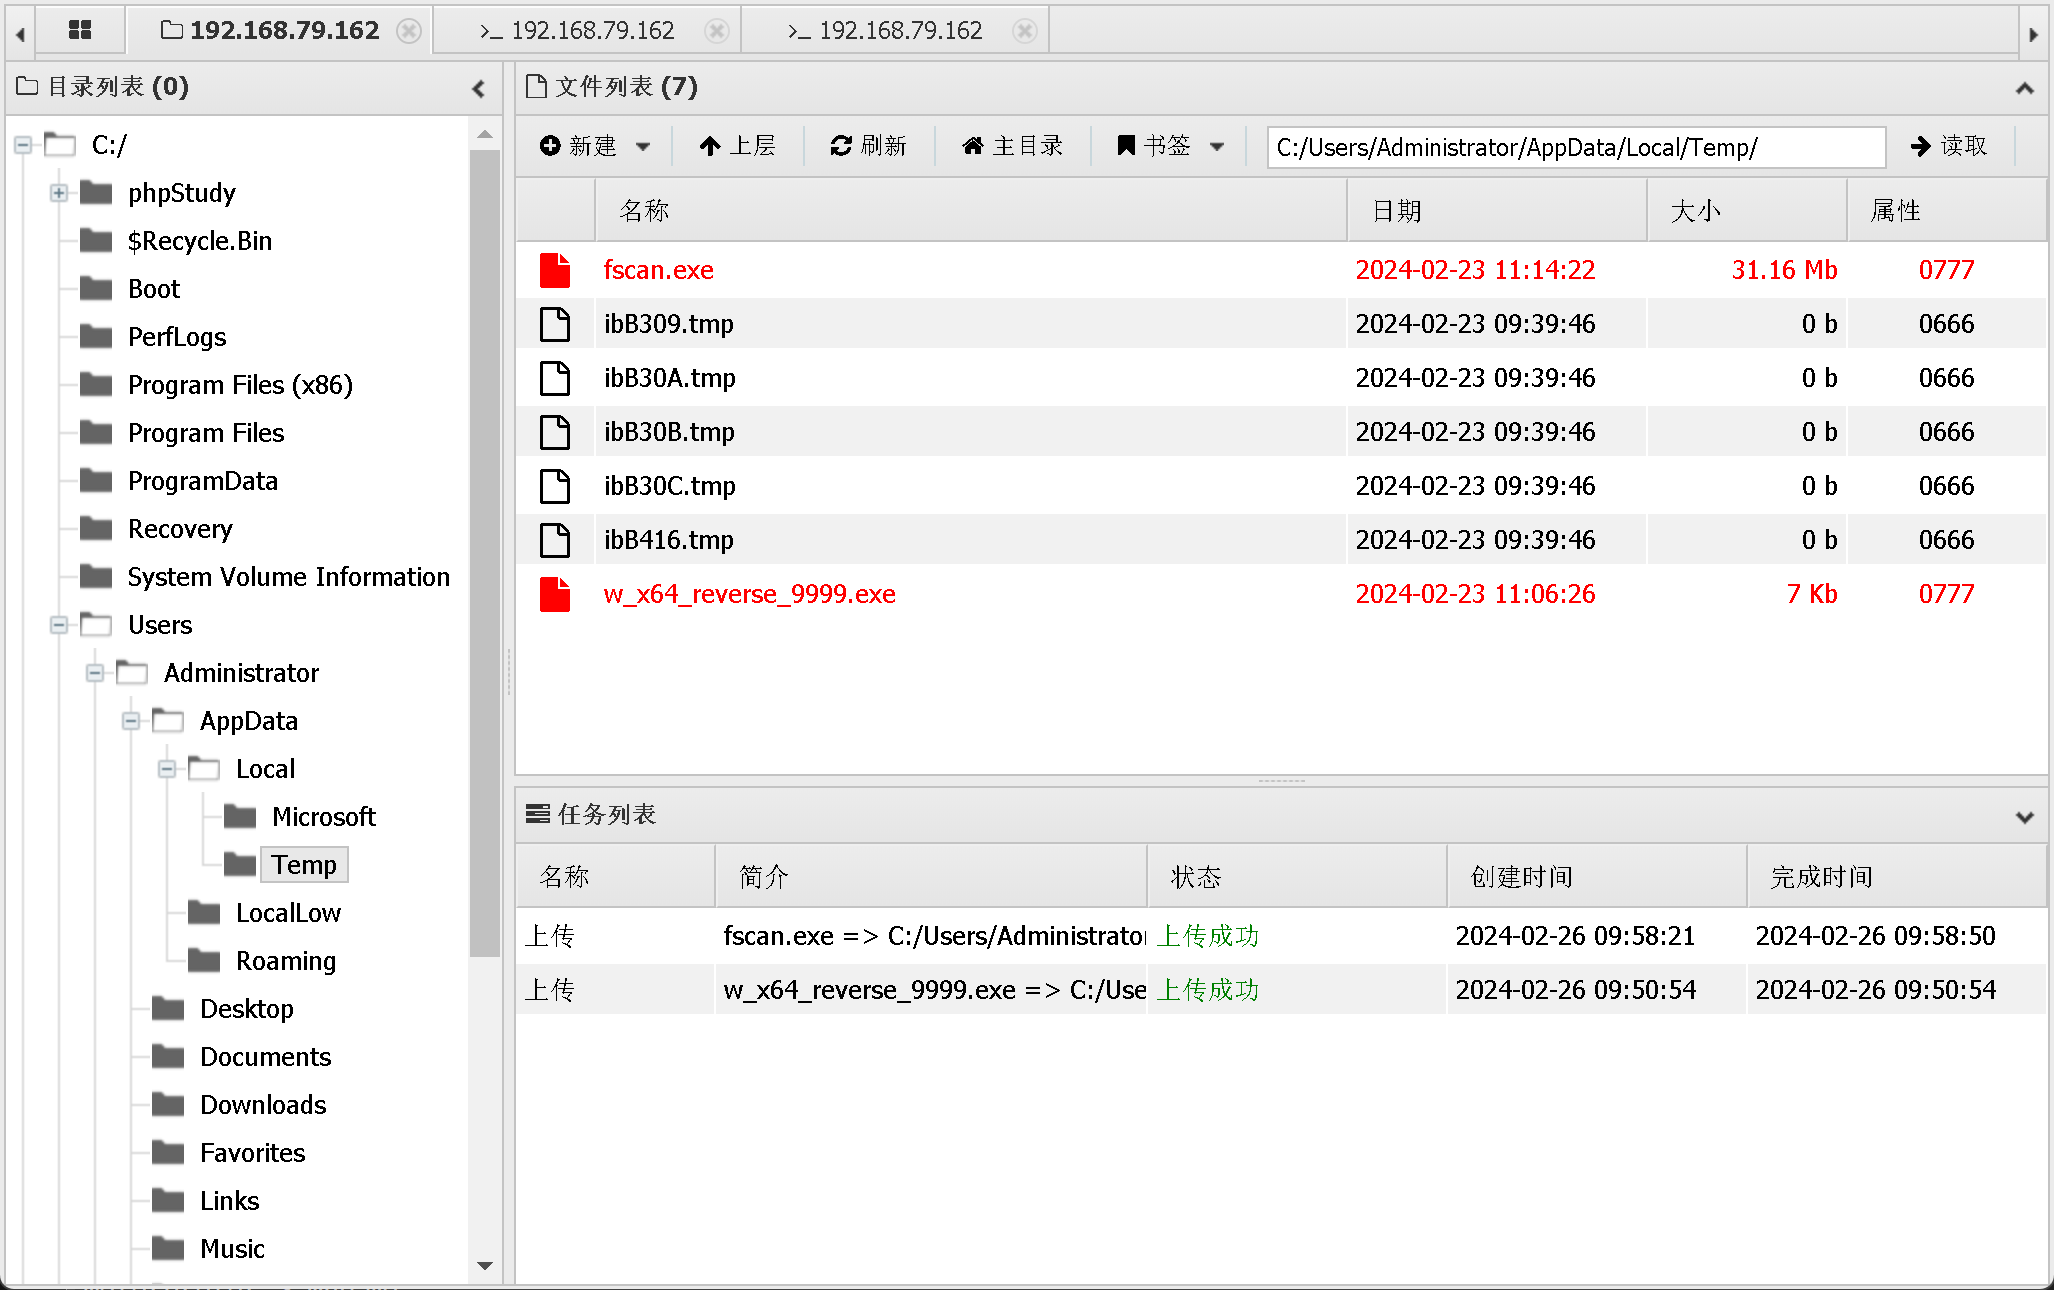 192.168.79.162
>_ 192.168.79.162
>_ 192.168.79.162
目录列表 (0)
C:/
phpStudy
$Recycle.Bin
Boot
PerfLogs
Program Files (x86)
Program Files
ProgramData
Recovery
System Volume Information
Users
Administrator
AppData
Local
Microsoft
Temp
LocalLow
Roaming
Desktop
Documents
Downloads
Favorites
Links
Music
文件列表 (7)
新建 上层 刷新 主目录 书签 C:/Users/Administrator/AppData/Local/Temp/ 读取
名称 日期 大小 属性
fscan.exe 2024-02-23 11:14:22 31.16 Mb 0777
ibB309.tmp 2024-02-23 09:39:46 0 b 0666
ibB30A.tmp 2024-02-23 09:39:46 0 b 0666
ibB30B.tmp 2024-02-23 09:39:46 0 b 0666
ibB30C.tmp 2024-02-23 09:39:46 0 b 0666
ibB416.tmp 2024-02-23 09:39:46 0 b 0666
w_x64_reverse_9999.exe 2024-02-23 11:06:26 7 Kb 0777
任务列表
名称 简介 状态 创建时间 完成时间
上传 fscan.exe => C:/Users/Administrator 上传成功 2024-02-26 09:58:21 2024-02-26 09:58:50
上传 w_x64_reverse_9999.exe => C:/Use 上传成功 2024-02-26 09:50:54 2024-02-26 09:50:54